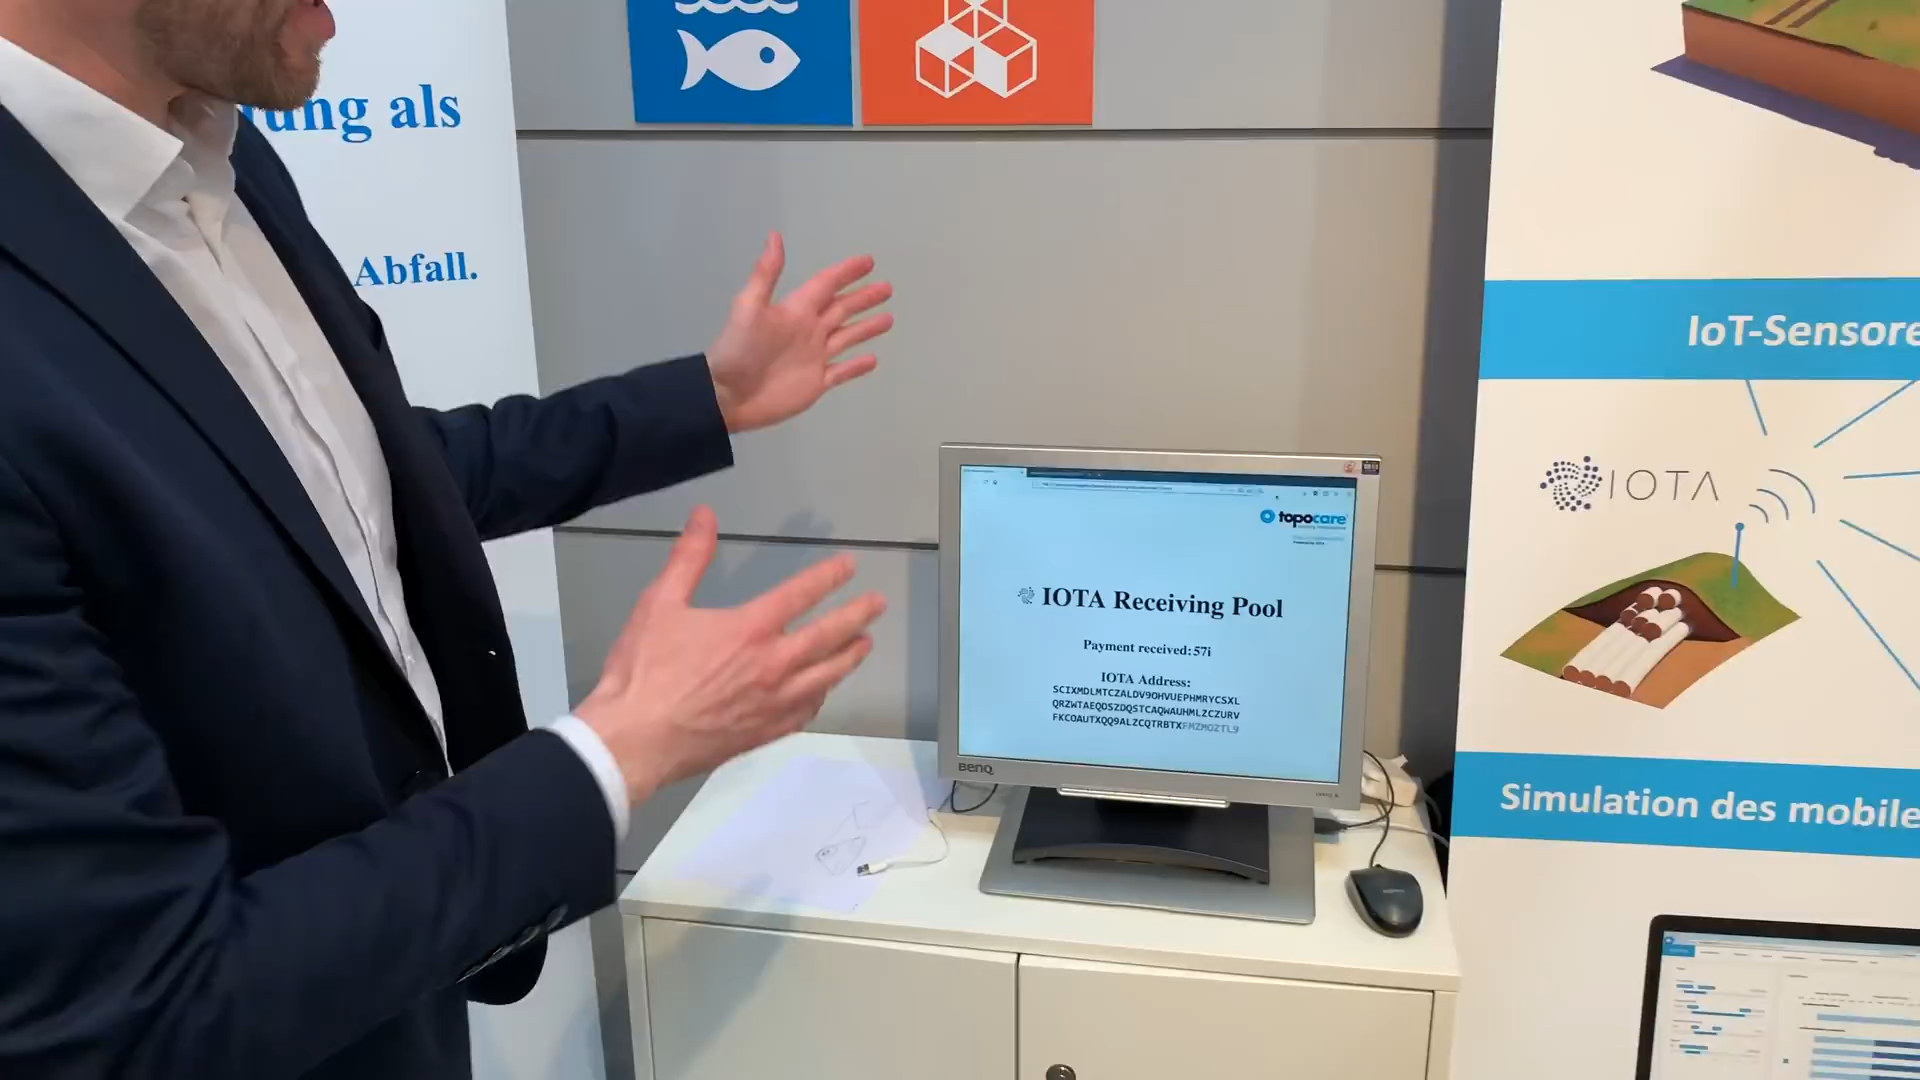 ung als
Abfall.
topocare
IOTA Receiving Pool
Payment received:57i
IOTA Address:
SCIXMDLMTCZALDV9OHVUEPHMRYCSXL
QRZWTAEQDSZDQSTCAQWAUHMLZCZURV
FKCOAUTXQQ9ALZCQTRBTXFMZMOZTL9
BenQ
IoT-Sensore
IOTA
Simulation des mobile